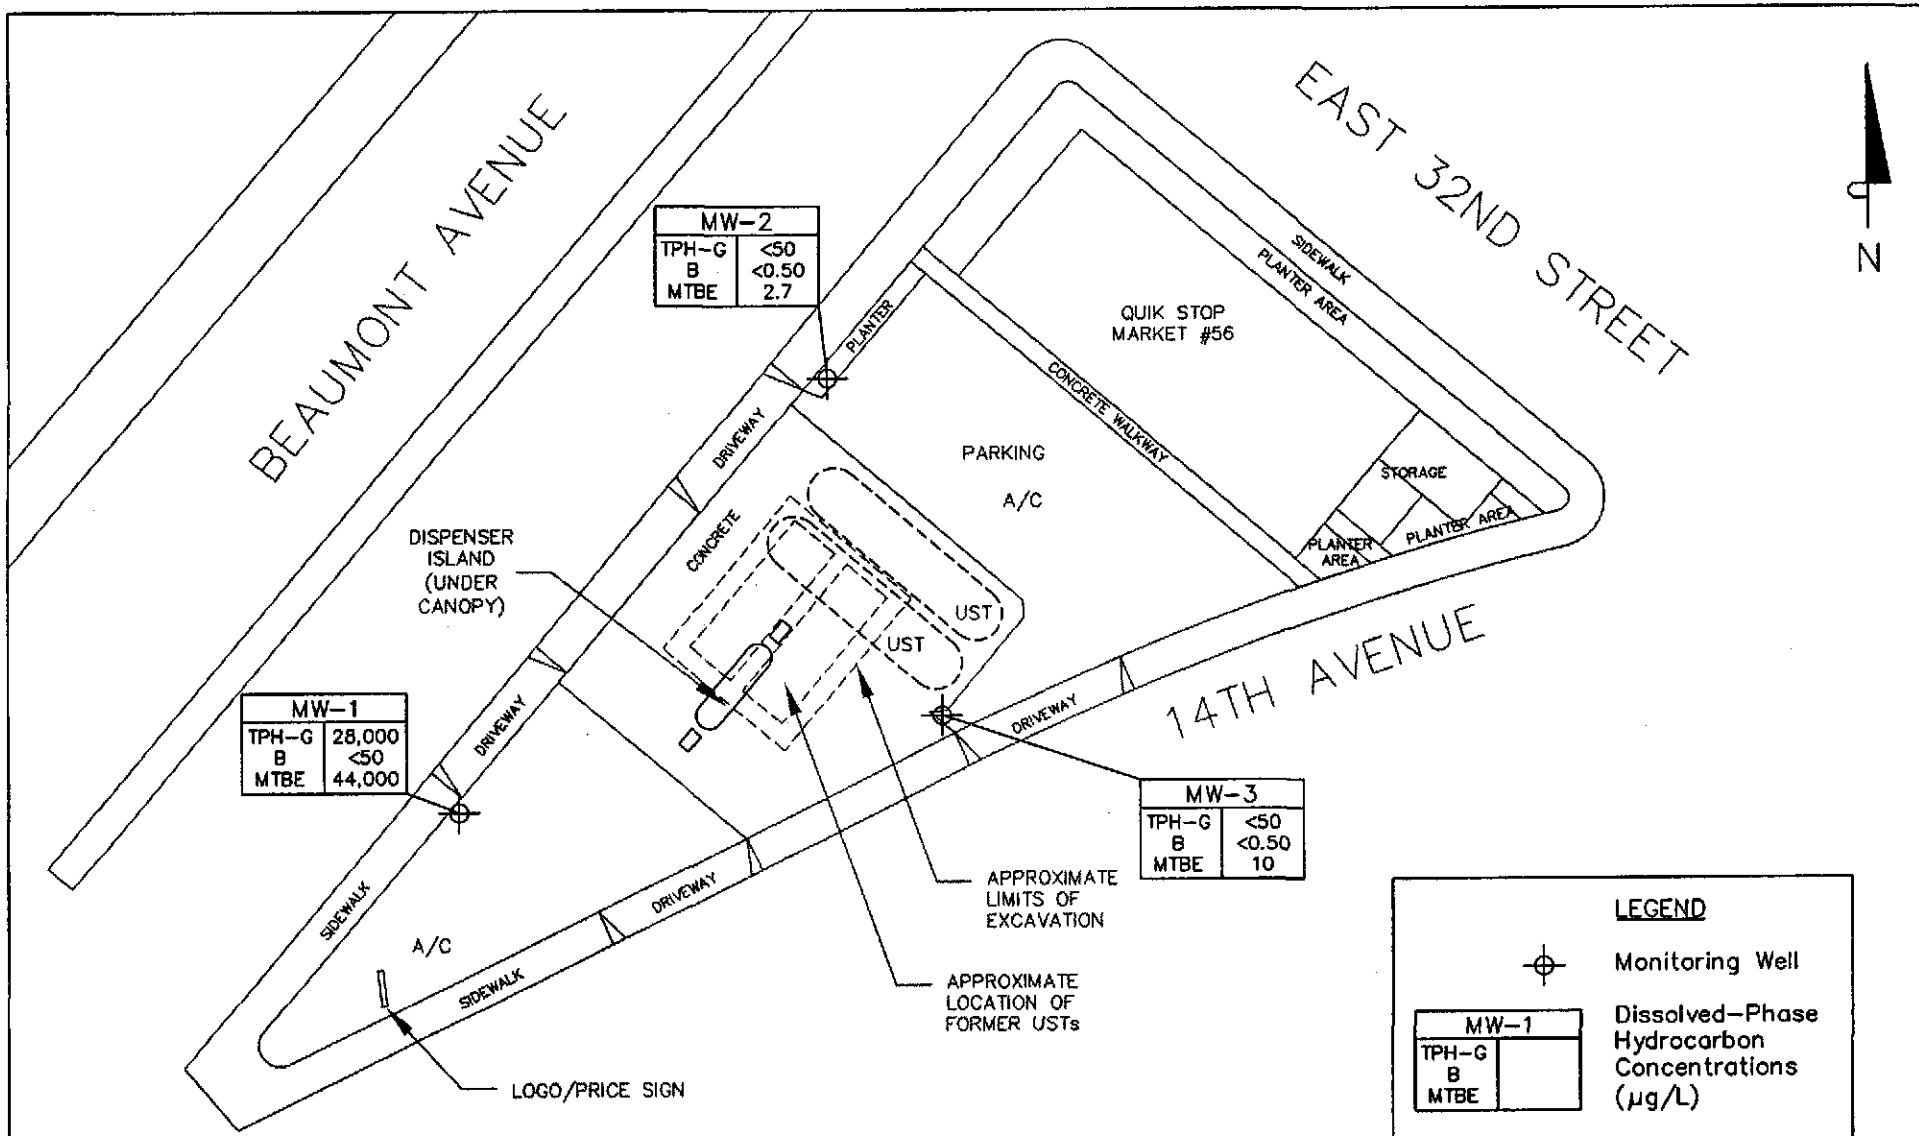 EAST 32ND STREET
BEAUMONT AVENUE
14TH AVENUE
N
MW-2
TPH-G <50
B <0.50
MTBE 2.7
PLANTER
SIDEWALK
PLANTER AREA
QUIK STOP
MARKET #56
CONCRETE WALKWAY
DRIVEWAY
PARKING
A/C
STORAGE
PLANTER AREA
PLANTER
AREA
CONCRETE
DISPENSER
ISLAND
(UNDER
CANOPY)
UST
UST
MW-1
TPH-G 28,000
B <50
MTBE 44,000
DRIVEWAY
DRIVEWAY
MW-3
TPH-G <50
B <0.50
MTBE 10
APPROXIMATE
LIMITS OF
EXCAVATION
DRIVEWAY
SIDEWALK
A/C
SIDEWALK
APPROXIMATE
LOCATION OF
FORMER USTs
LOGO/PRICE SIGN
LEGEND
Monitoring Well
MW-1
TPH-G
B
MTBE
Dissolved-Phase
Hydrocarbon
Concentrations
(µg/L)